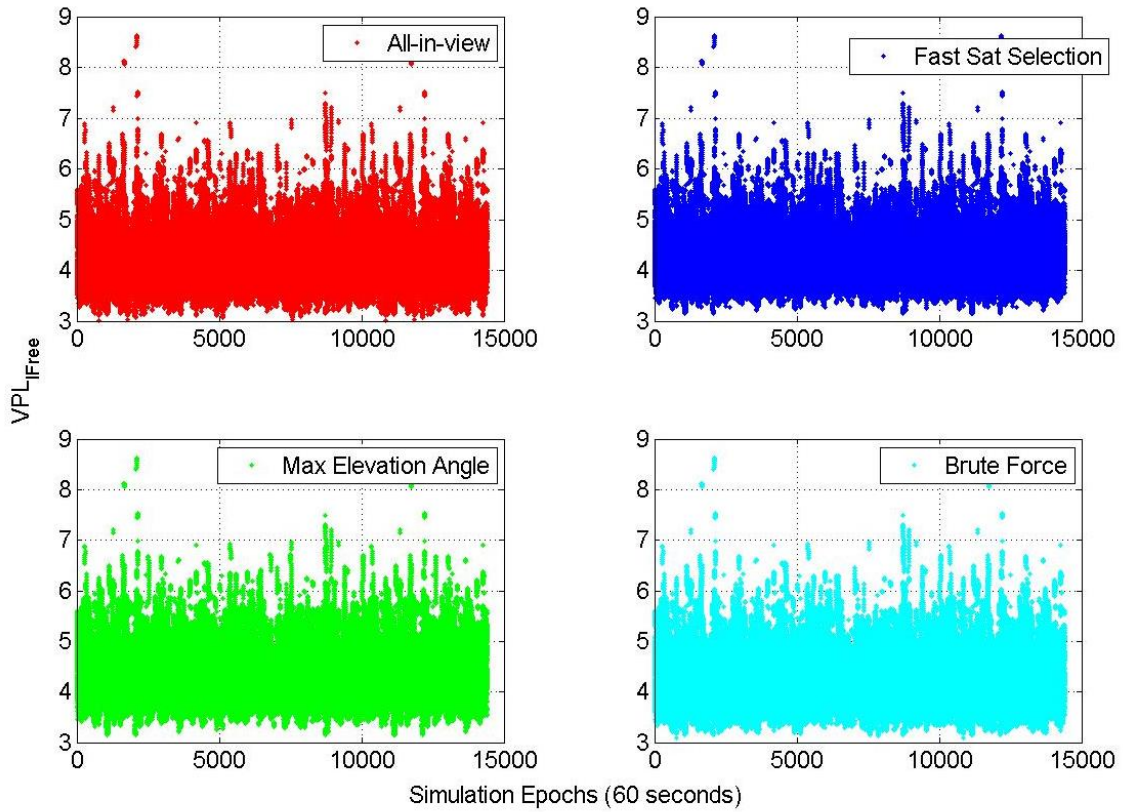 9
8
7
6
5
4
3
0 5000 10000 15000
All-in-view
9
8
7
6
5
4
3
0 5000 10000 15000
Fast Sat Selection
VPL_IFree
9
8
7
6
5
4
3
0 5000 10000 15000
Max Elevation Angle
9
8
7
6
5
4
3
0 5000 10000 15000
Brute Force
Simulation Epochs (60 seconds)